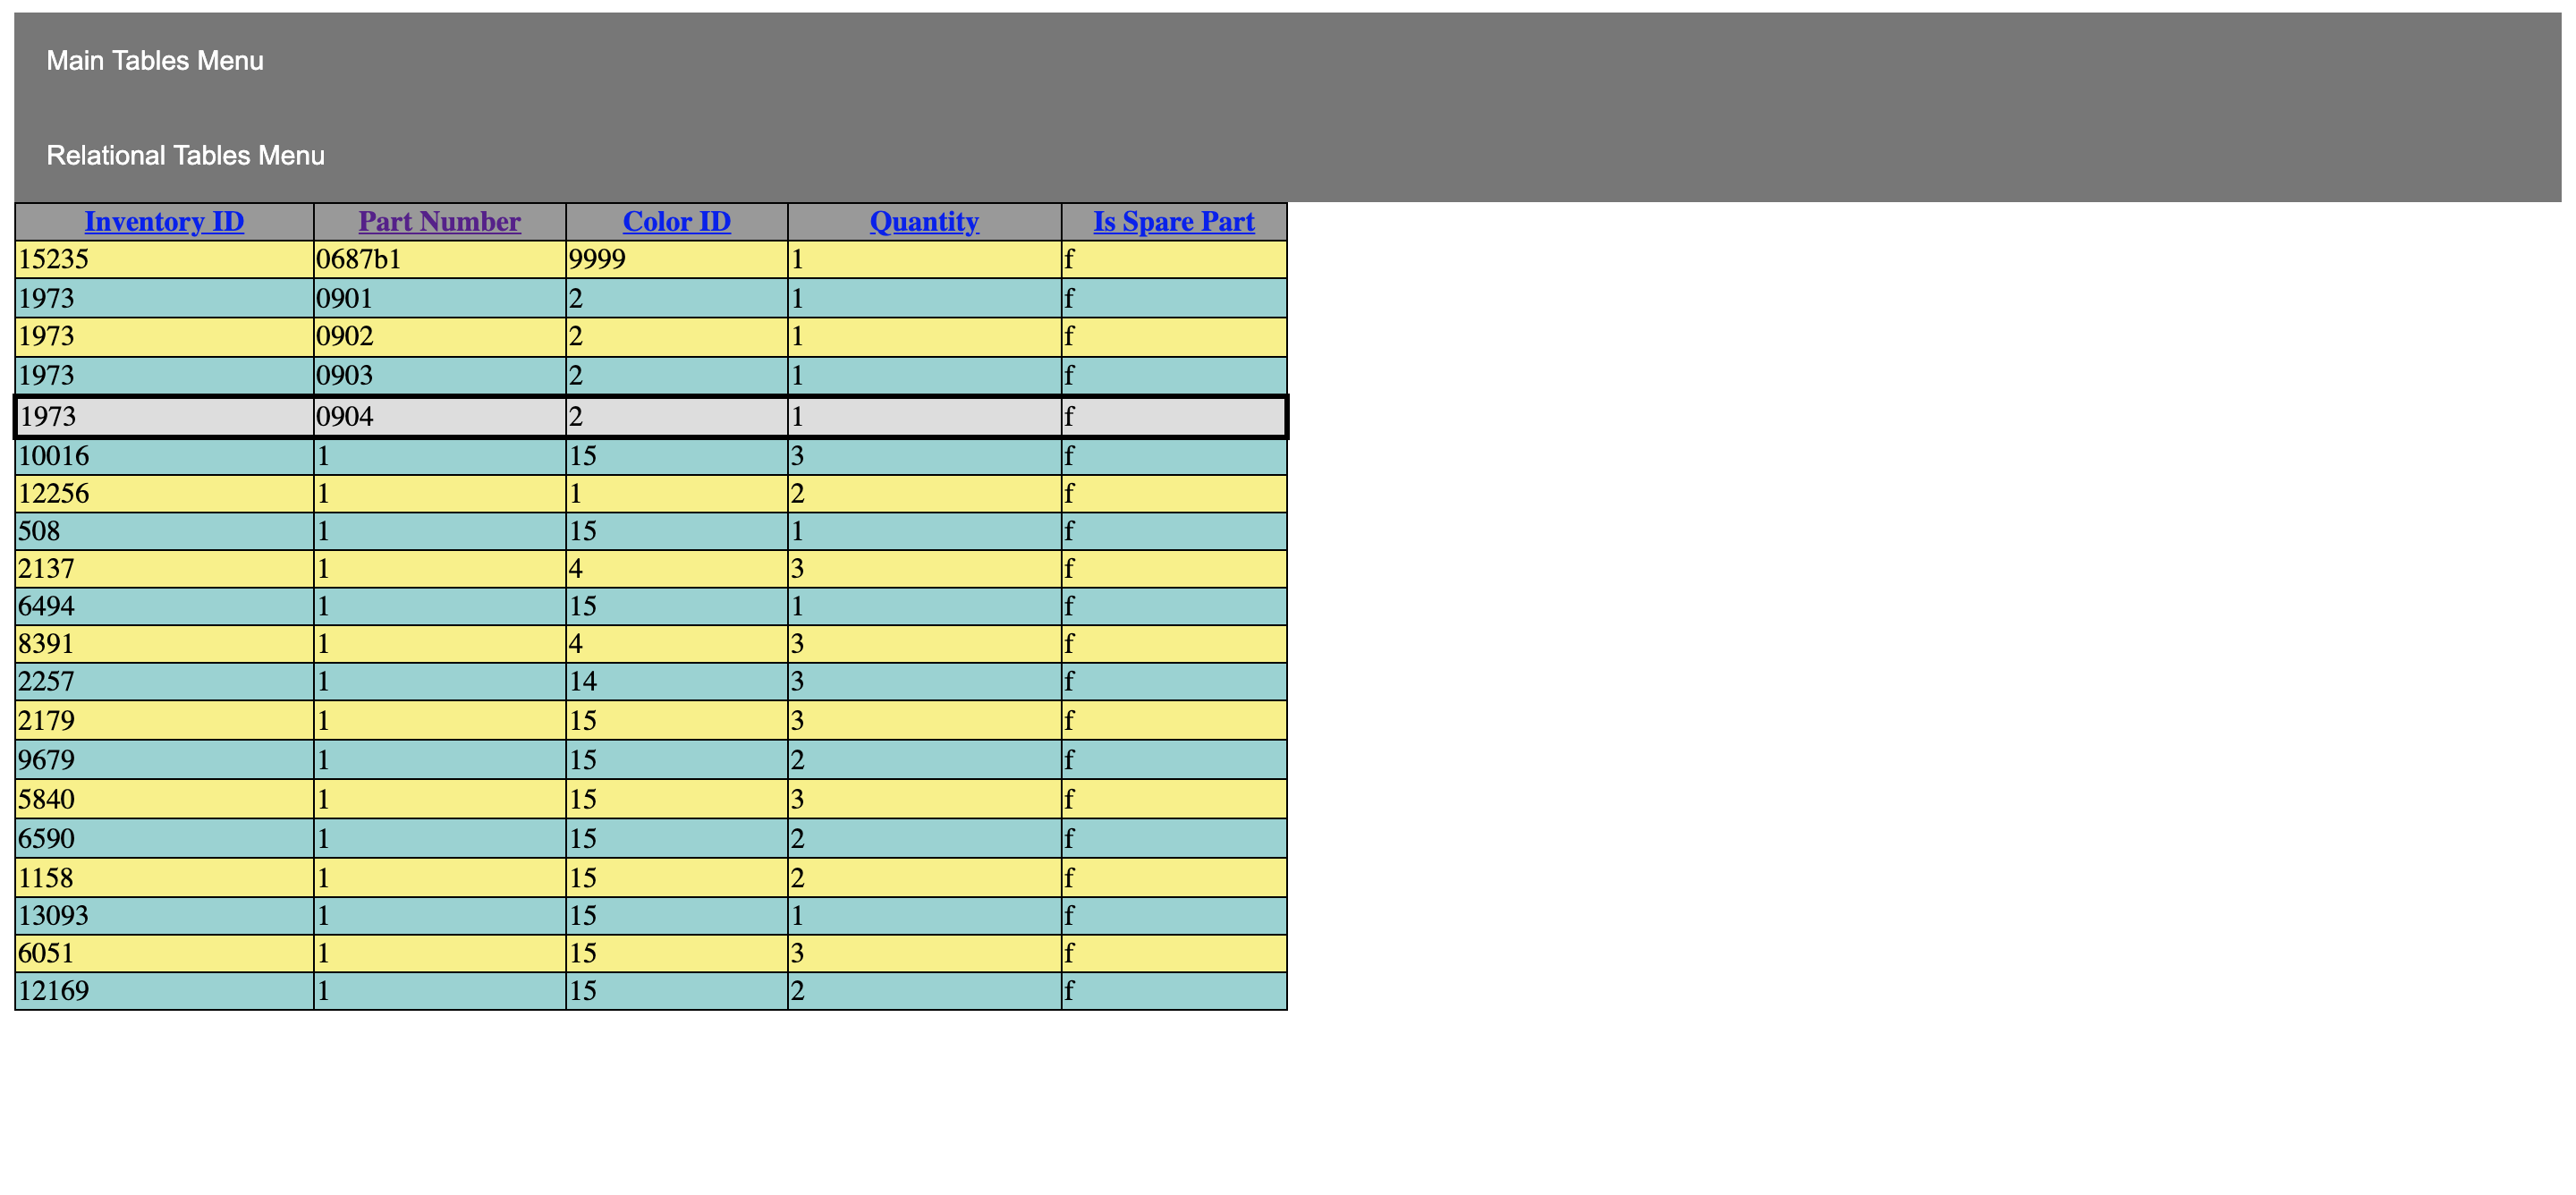 Main Tables Menu
Relational Tables Menu
Inventory ID Part Number Color ID Quantity Is Spare Part
15235 0687b1 9999 1 f
1973 0901 2 1 f
1973 0902 2 1 f
1973 0903 2 1 f
1973 0904 2 1 f
10016 1 15 3 f
12256 1 1 2 f
508 1 15 1 f
2137 1 4 3 f
6494 1 15 1 f
8391 1 4 3 f
2257 1 14 3 f
2179 1 15 3 f
9679 1 15 2 f
5840 1 15 3 f
6590 1 15 2 f
1158 1 15 2 f
13093 1 15 1 f
6051 1 15 3 f
12169 1 15 2 f